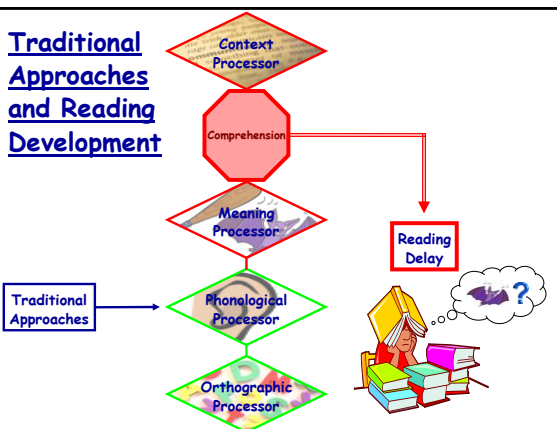 Traditional
Approaches
and Reading
Development
Context
Processor
Comprehension
Meaning
Processor
Reading
Delay
?
Traditional
Approaches
Phonological
Processor
Orthographic
Processor